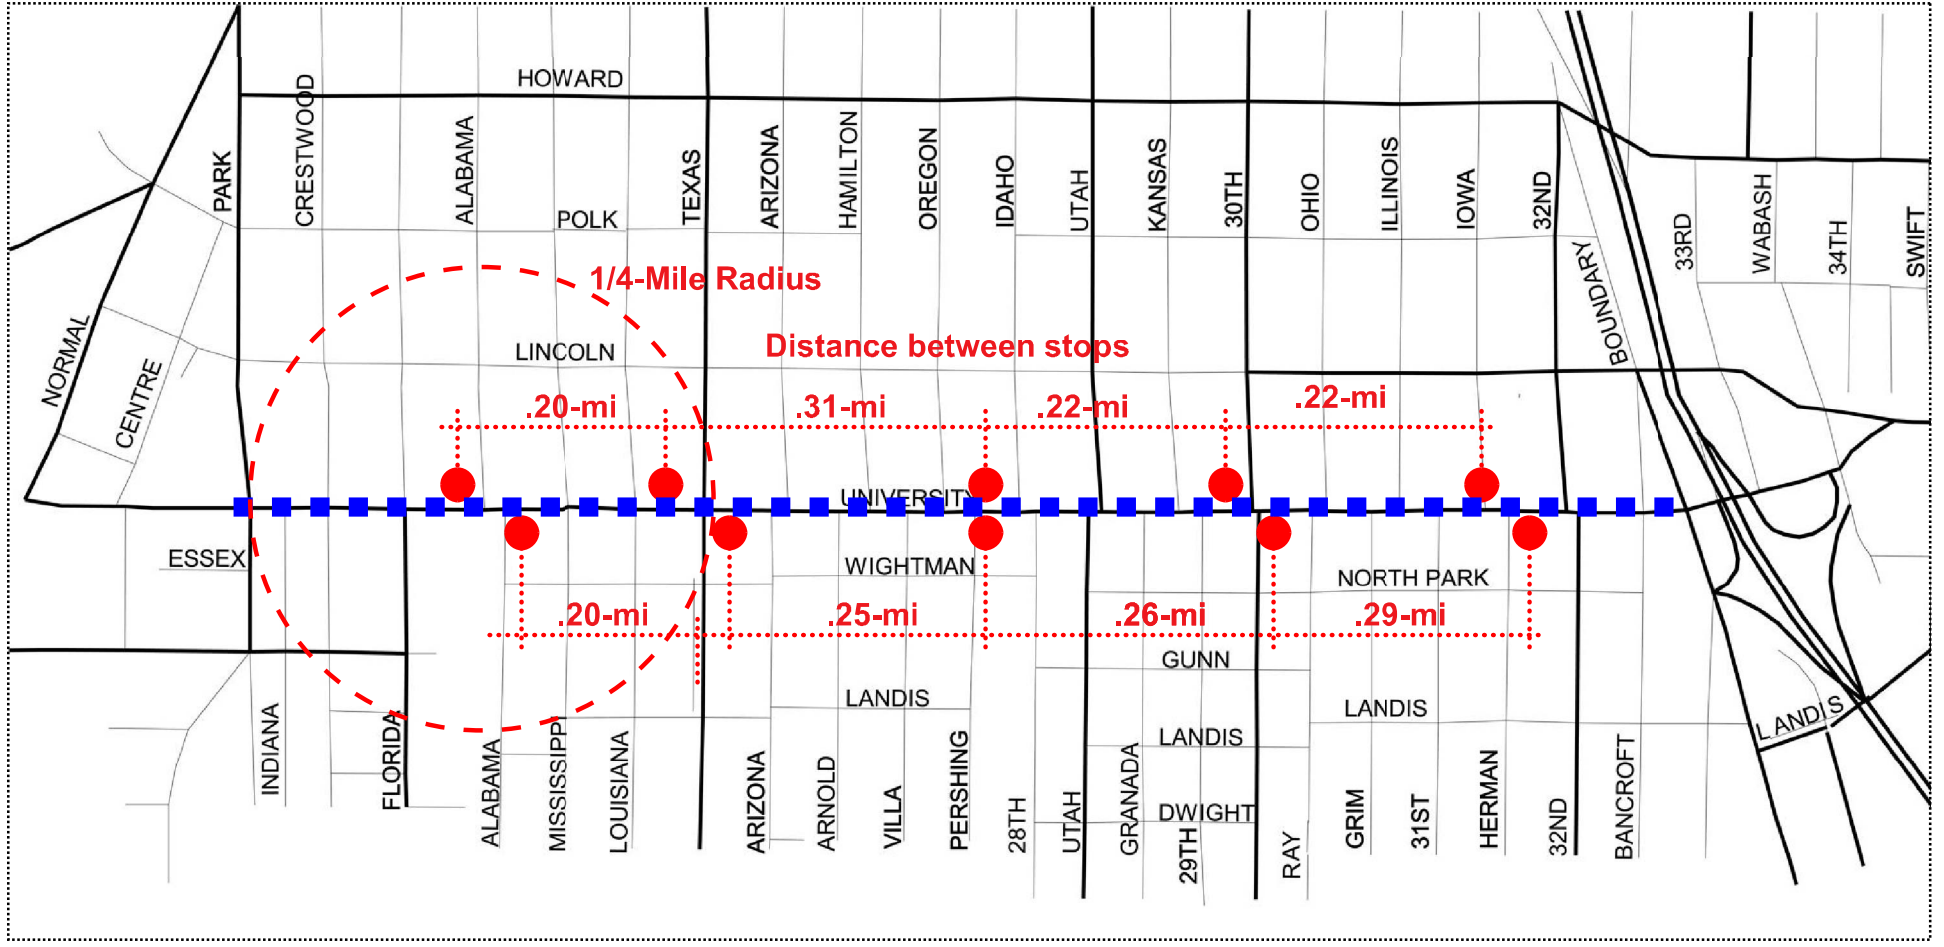 HOWARD
PARK
CRESTWOOD
ALABAMA
TEXAS
ARIZONA
HAMILTON
OREGON
IDAHO
UTAH
KANSAS
30TH
OHIO
ILLINOIS
IOWA
32ND
BOUNDARY
33RD
WABASH
34TH
SWIFT
POLK
1/4-Mile Radius
NORMAL
CENTRE
LINCOLN
Distance between stops
.20-mi
.31-mi
.22-mi
.22-mi
UNIVERSITY
ESSEX
WIGHTMAN
NORTH PARK
.20-mi
.25-mi
.26-mi
.29-mi
GUNN
LANDIS
LANDIS
LANDIS
LANDIS
DWIGHT
INDIANA
FLORIDA
ALABAMA
MISSISSIPPI
LOUISIANA
ARIZONA
ARNOLD
VILLA
PERSHING
28TH
UTAH
GRANADA
29TH
RAY
GRIM
31ST
HERMAN
32ND
BANCROFT